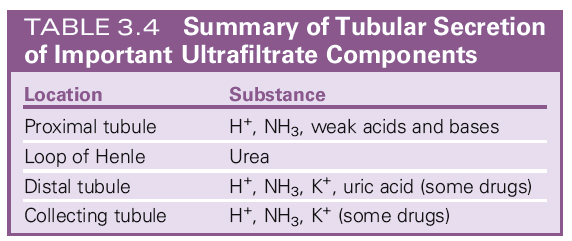 TABLE 3.4 Summary of Tubular Secretion
of Important Ultrafiltrate Components
Location Substance
Proximal tubule H⁺, NH₃, weak acids and bases
Loop of Henle Urea
Distal tubule H⁺, NH₃, K⁺, uric acid (some drugs)
Collecting tubule H⁺, NH₃, K⁺ (some drugs)